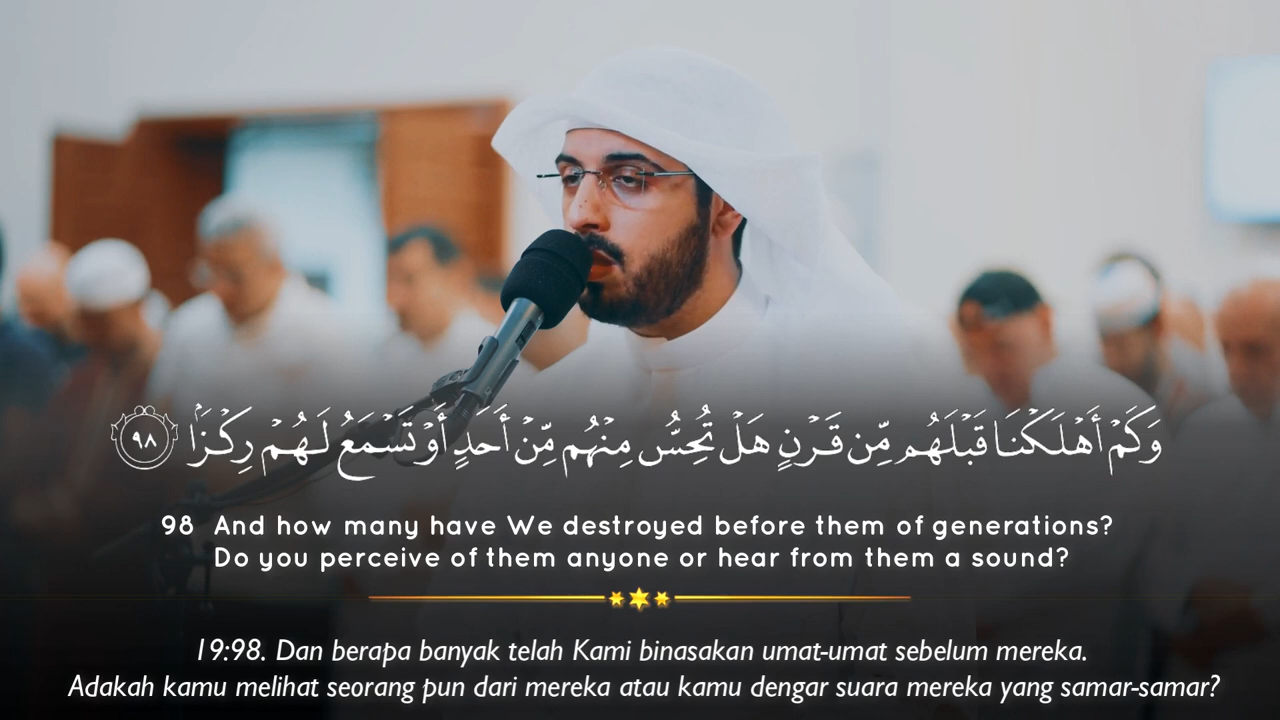 وَكَمْ أَهْلَكْنَا قَبْلَهُم مِّن قَرْنٍ هَلْ تُحِسُّ مِنْهُم مِّنْ أَحَدٍ أَوْ تَسْمَعُ لَهُمْ رِكْزًا ٩٨
98 And how many have We destroyed before them of generations?
Do you perceive of them anyone or hear from them a sound?
19:98. Dan berapa banyak telah Kami binasakan umat-umat sebelum mereka.
Adakah kamu melihat seorang pun dari mereka atau kamu dengar suara mereka yang samar-samar?